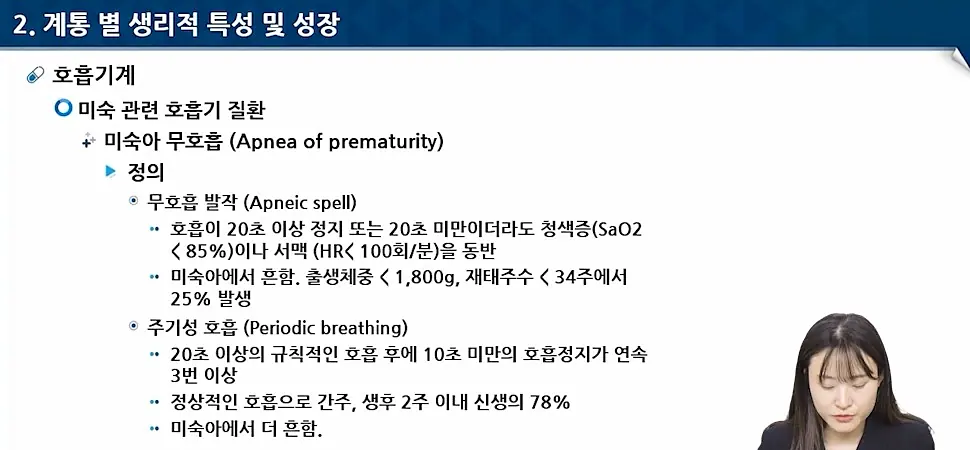 2. 계통 별 생리적 특성 및 성장
호흡기계
미숙 관련 호흡기 질환
미숙아 무호흡 (Apnea of prematurity)
정의
무호흡 발작 (Apneic spell)
호흡이 20초 이상 정지 또는 20초 미만이더라도 청색증(SaO2
< 85%)이나 서맥 (HR< 100회/분)을 동반
미숙아에서 흔함. 출생체중 < 1,800g, 재태주수 < 34주에서
25% 발생
주기성 호흡 (Periodic breathing)
20초 이상의 규칙적인 호흡 후에 10초 미만의 호흡정지가 연속
3번 이상
정상적인 호흡으로 간주, 생후 2주 이내 신생의 78%
미숙아에서 더 흔함.